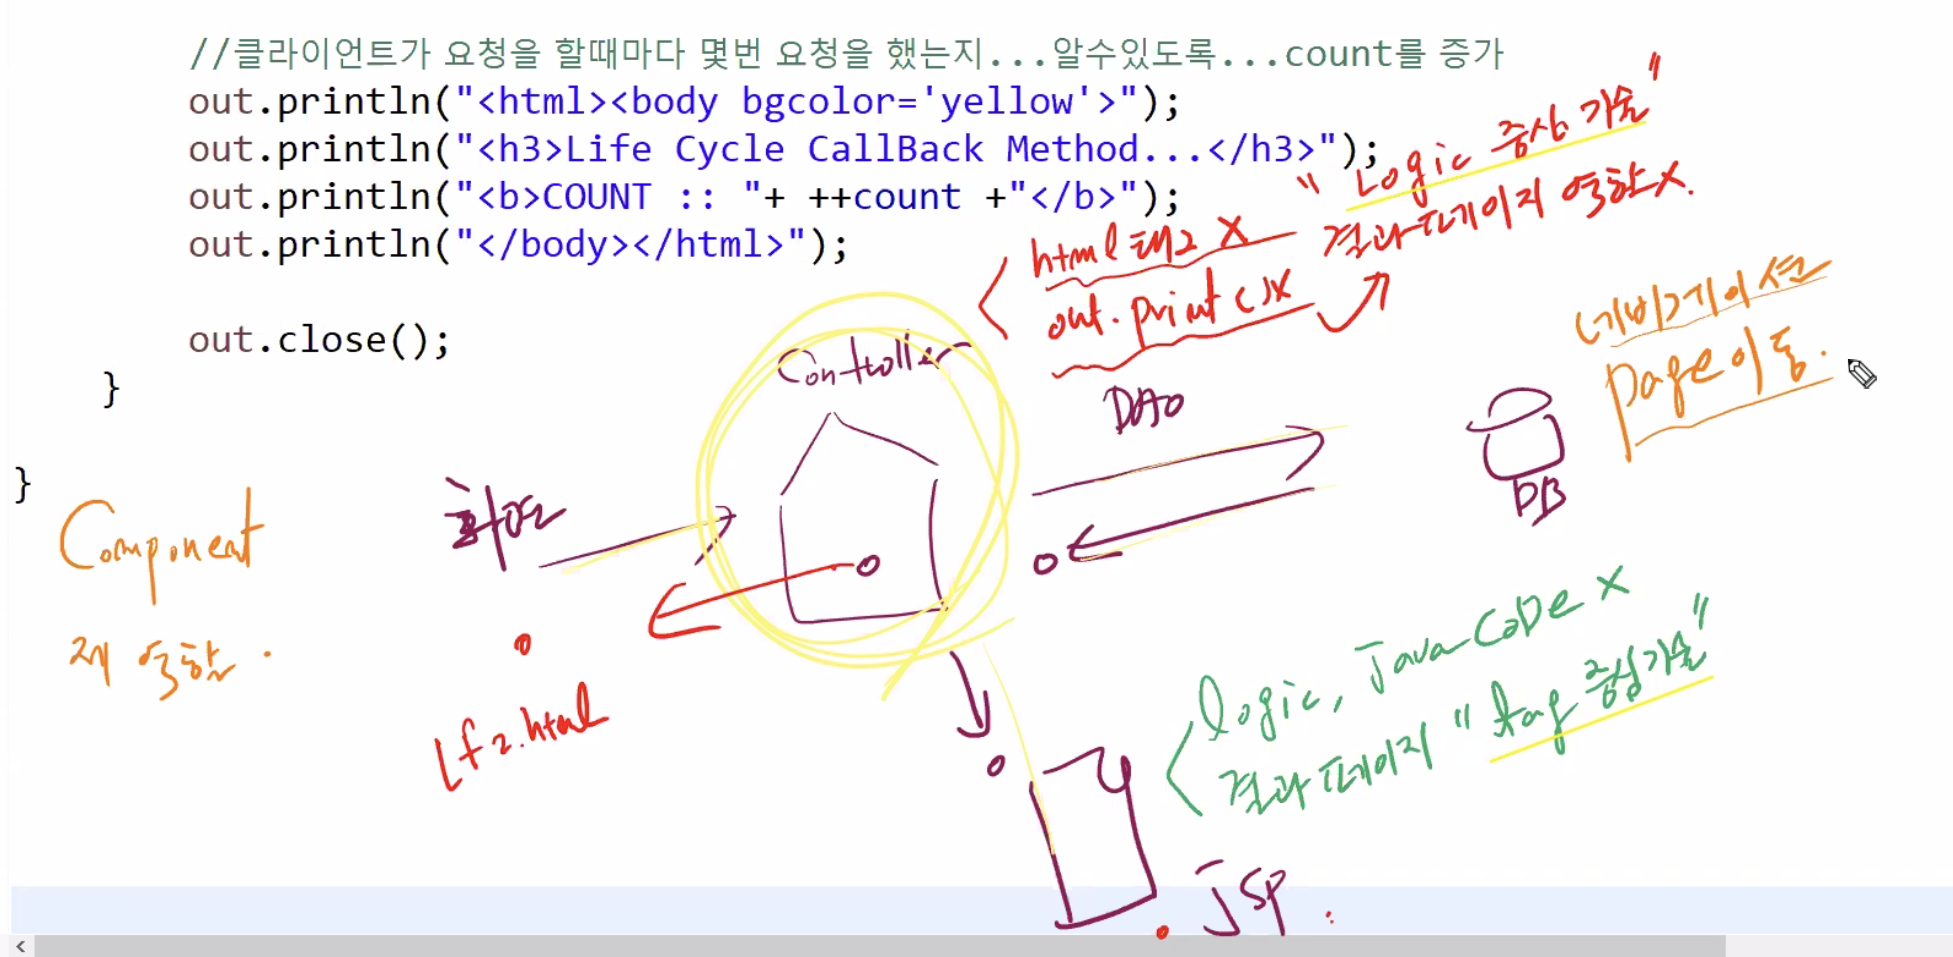 //클라이언트가 요청을 할때마다 몇번 요청을 했는지...알수있도록...count를 증가
out.println("<html><body bgcolor='yellow'>");
out.println("<h3>Life Cycle CallBack Method...</h3>");
out.println("<b>COUNT :: "+ ++count +"</b>");
out.println("</body></html>");
out.close();
}
}
"Logic 중심 기술"
결과페이지 역할X.
html 태그 X
out.print()X
네비게이션
page이동.
Controller
DAO
DB
Component
제 역할.
lf2.html
logic, Java CoDe X
결과페이지 "tag 중심기술"
JSP